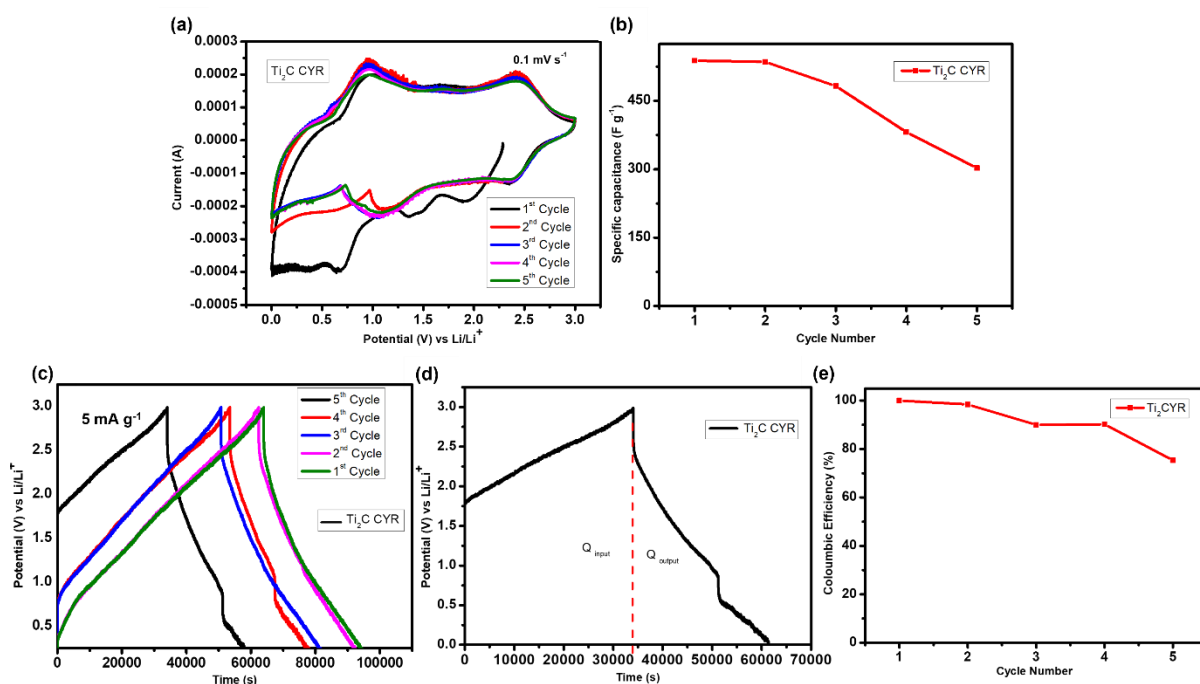 (a)
Ti₂C CYR
0.1 mV s⁻¹
0.0003
0.0002
0.0001
0.0000
-0.0001
-0.0002
-0.0003
-0.0004
-0.0005
Current (A)
1ˢᵗ Cycle
2ⁿᵈ Cycle
3ʳᵈ Cycle
4ᵗʰ Cycle
5ᵗʰ Cycle
0.0 0.5 1.0 1.5 2.0 2.5 3.0
Potential (V) vs Li/Li⁺
(b)
Ti₂C CYR
450
300
150
0
Specific capacitance (F g⁻¹)
1 2 3 4 5
Cycle Number
(c)
5 mA g⁻¹
5ᵗʰ Cycle
4ᵗʰ Cycle
3ʳᵈ Cycle
2ⁿᵈ Cycle
1ˢᵗ Cycle
Ti₂C CYR
3.0
2.5
2.0
1.5
1.0
0.5
Potential (V) vs Li/Li⁺
0 20000 40000 60000 80000 100000
Time (s)
(d)
Ti₂C CYR
3.0
2.5
2.0
1.5
1.0
0.5
0.0
Potential (V) vs Li/Li⁺
Q input
Q output
0 10000 20000 30000 40000 50000 60000 70000
Time (s)
(e)
Ti₂CYR
100
80
60
40
20
0
Coloumbic Efficiency (%)
1 2 3 4 5
Cycle Number